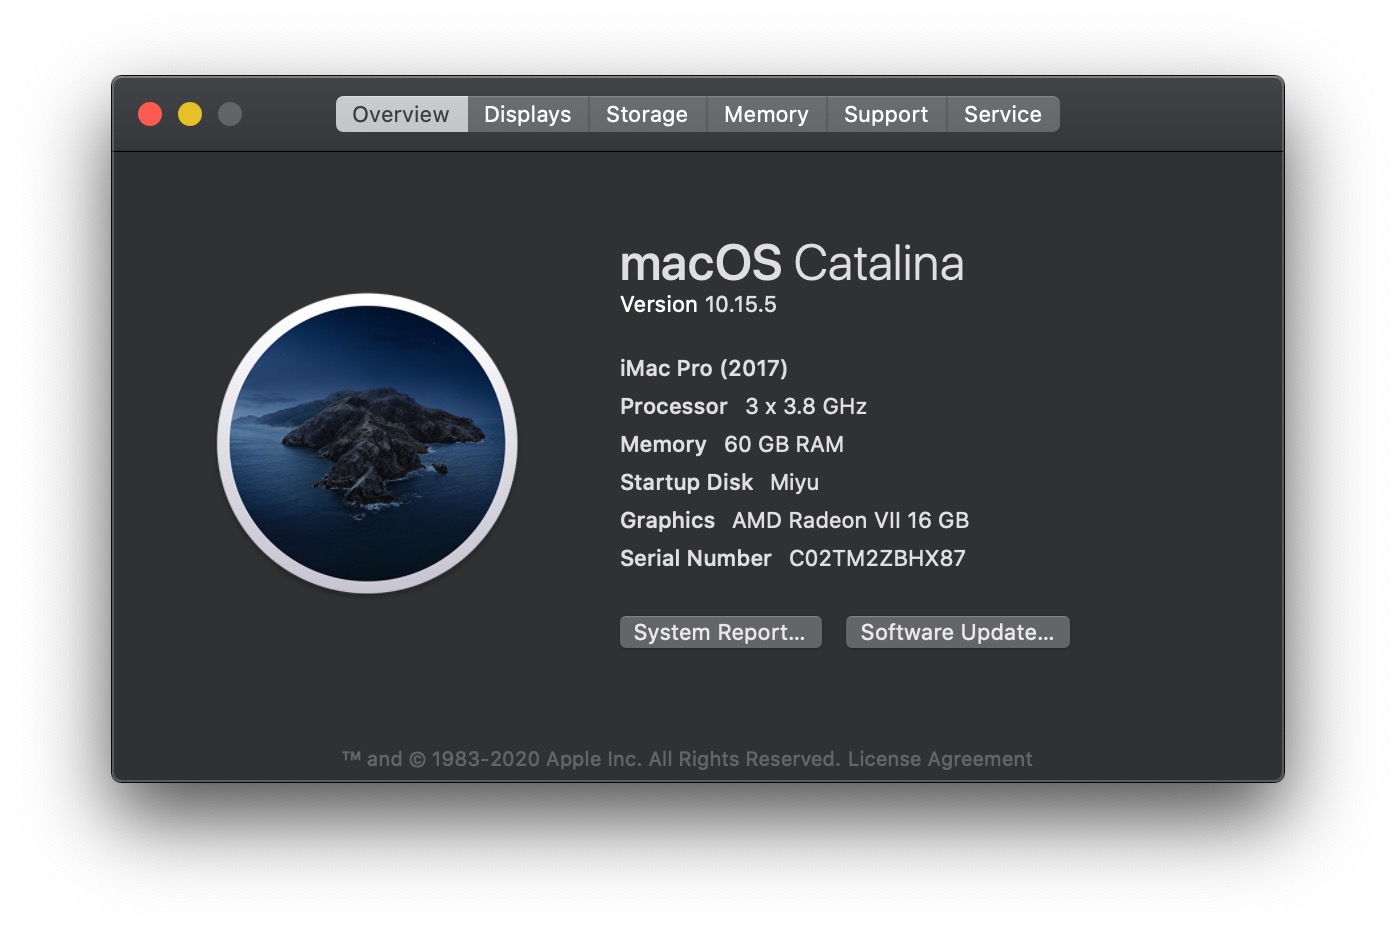 Overview Displays Storage Memory Support Service
macOS Catalina
Version 10.15.5
iMac Pro (2017)
Processor 3 x 3.8 GHz
Memory 60 GB RAM
Startup Disk Miyu
Graphics AMD Radeon VII 16 GB
Serial Number C02TM2ZBHX87
System Report... Software Update...
™ and © 1983-2020 Apple Inc. All Rights Reserved. License Agreement